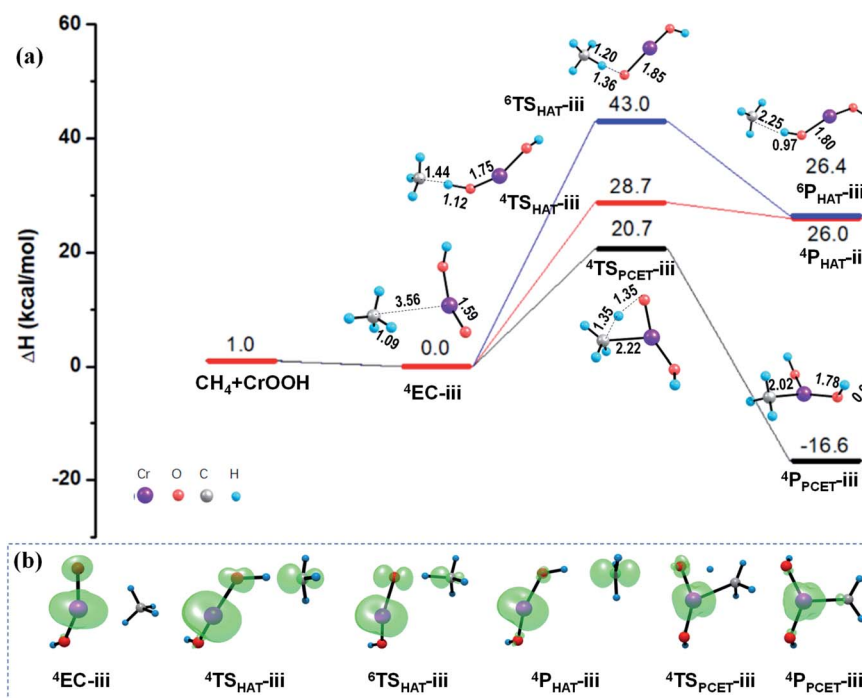 (a)
ΔH (kcal/mol)
60
40
20
0
-20
1.20
1.36
1.85
⁶TS_HAT-iii
43.0
2.25
0.97
1.80
26.4
⁶P_HAT-iii
1.44
1.12
1.75
⁴TS_HAT-iii
28.7
26.0
⁴P_HAT-ii
20.7
⁴TS_PCET-iii
3.56
1.09
1.59
1.35
1.35
2.22
1.0
CH₄+CrOOH
0.0
⁴EC-iii
2.02
1.78
-16.6
⁴P_PCET-iii
Cr O C H
(b)
⁴EC-iii ⁴TS_HAT-iii ⁶TS_HAT-iii ⁴P_HAT-iii ⁴TS_PCET-iii ⁴P_PCET-iii